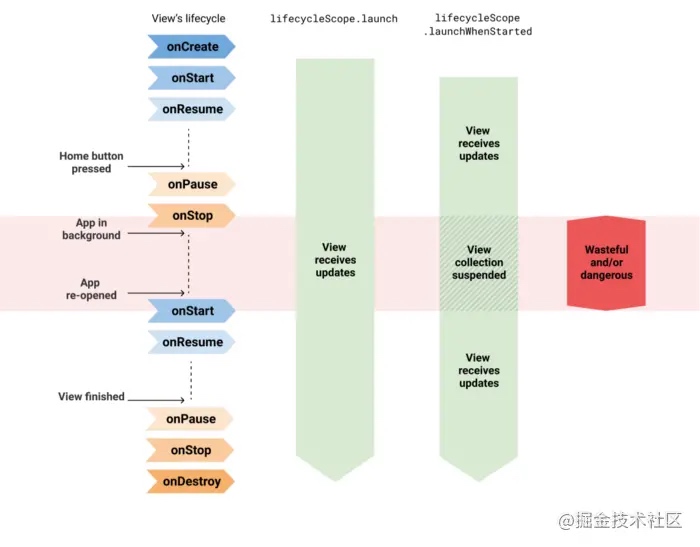 View's lifecycle
lifecycleScope.launch
lifecycleScope
.launchWhenStarted
onCreate
onStart
onResume
Home button
pressed
onPause
onStop
App in
background
App
re-opened
onStart
onResume
View finished
onPause
onStop
onDestroy
View
receives
updates
View
receives
updates
View
collection
suspended
View
receives
updates
Wasteful
and/or
dangerous
@掘金技术社区